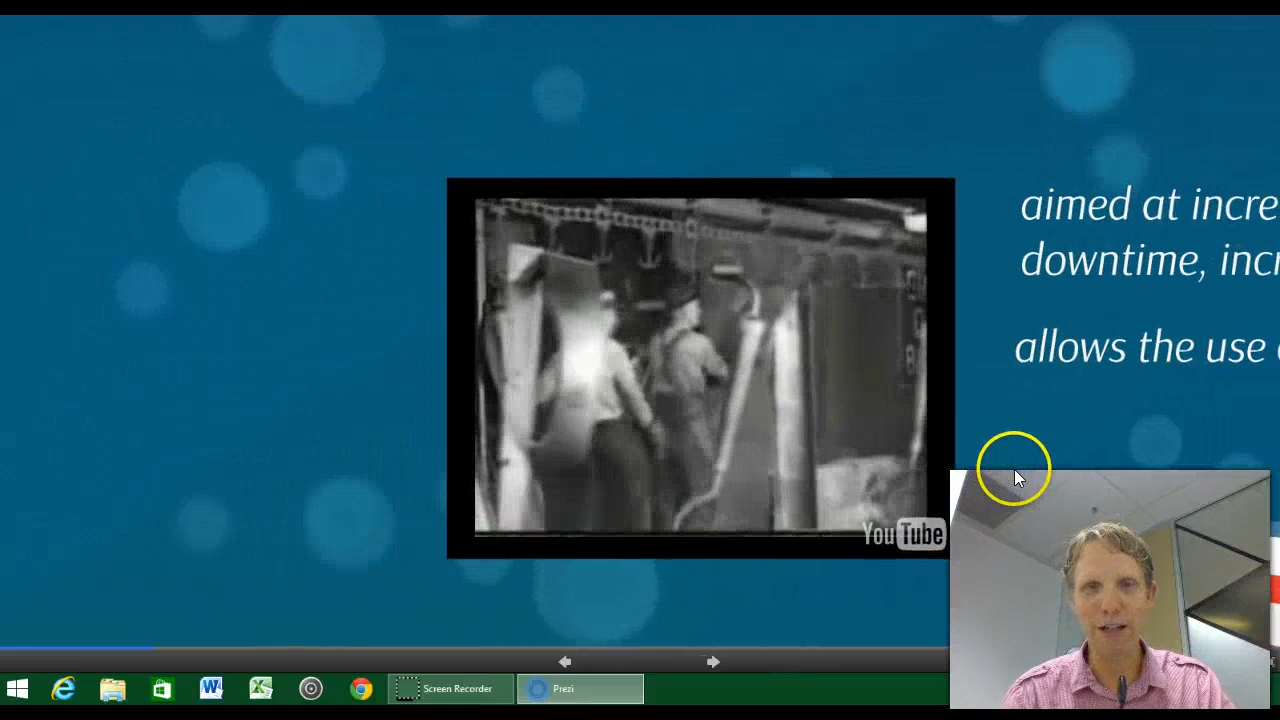 aimed at incre
downtime, incr
allows the use
YouTube
Screen Recorder
Prezi